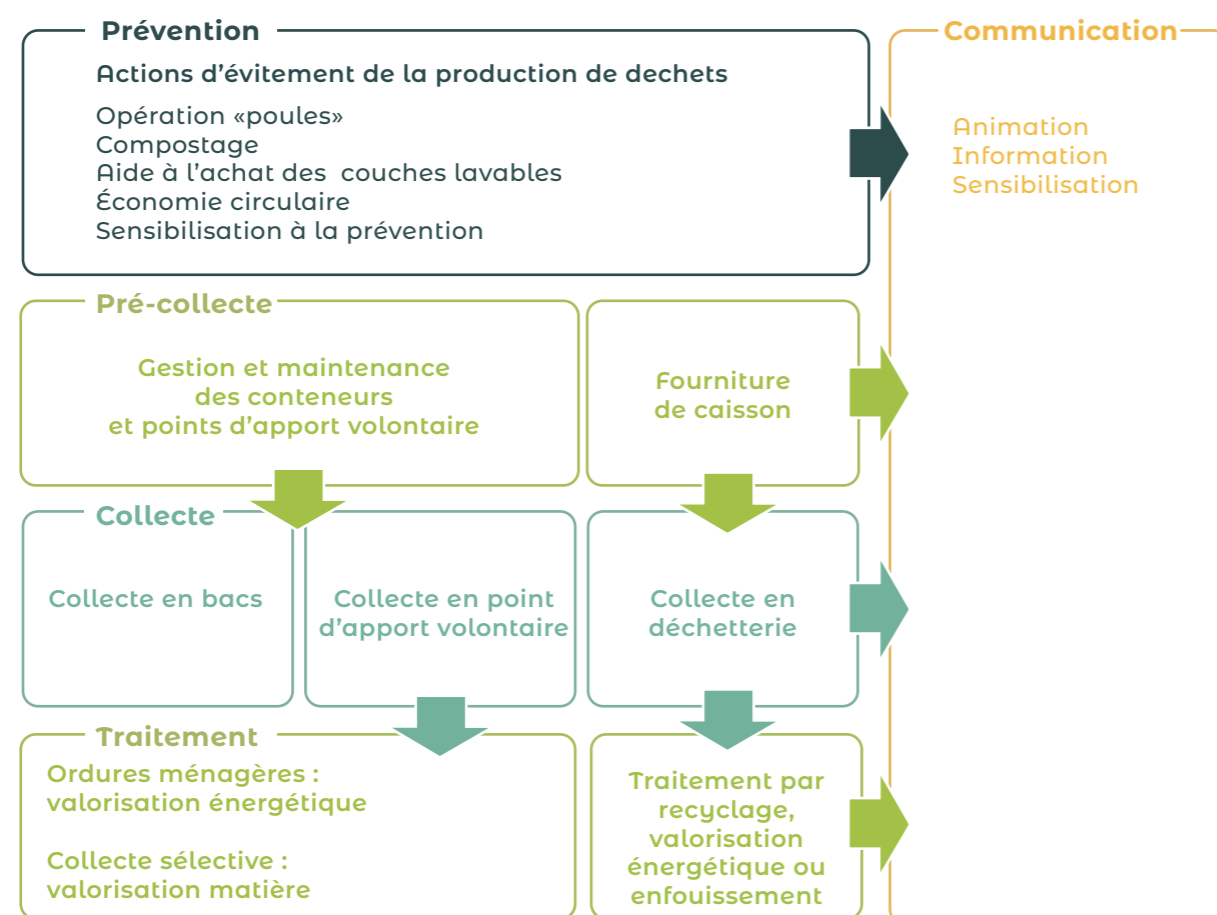 Prévention
Actions d'évitement de la production de dechets
Opération «poules»
Compostage
Aide à l'achat des couches lavables
Économie circulaire
Sensibilisation à la prévention
Communication
Animation
Information
Sensibilisation
Pré-collecte
Gestion et maintenance
des conteneurs
et points d'apport volontaire
Fourniture
de caisson
Collecte
Collecte en bacs
Collecte en point
d'apport volontaire
Collecte en
déchetterie
Traitement
Ordures ménagères :
valorisation énergétique
Collecte sélective :
valorisation matière
Traitement par
recyclage,
valorisation
énergétique ou
enfouissement